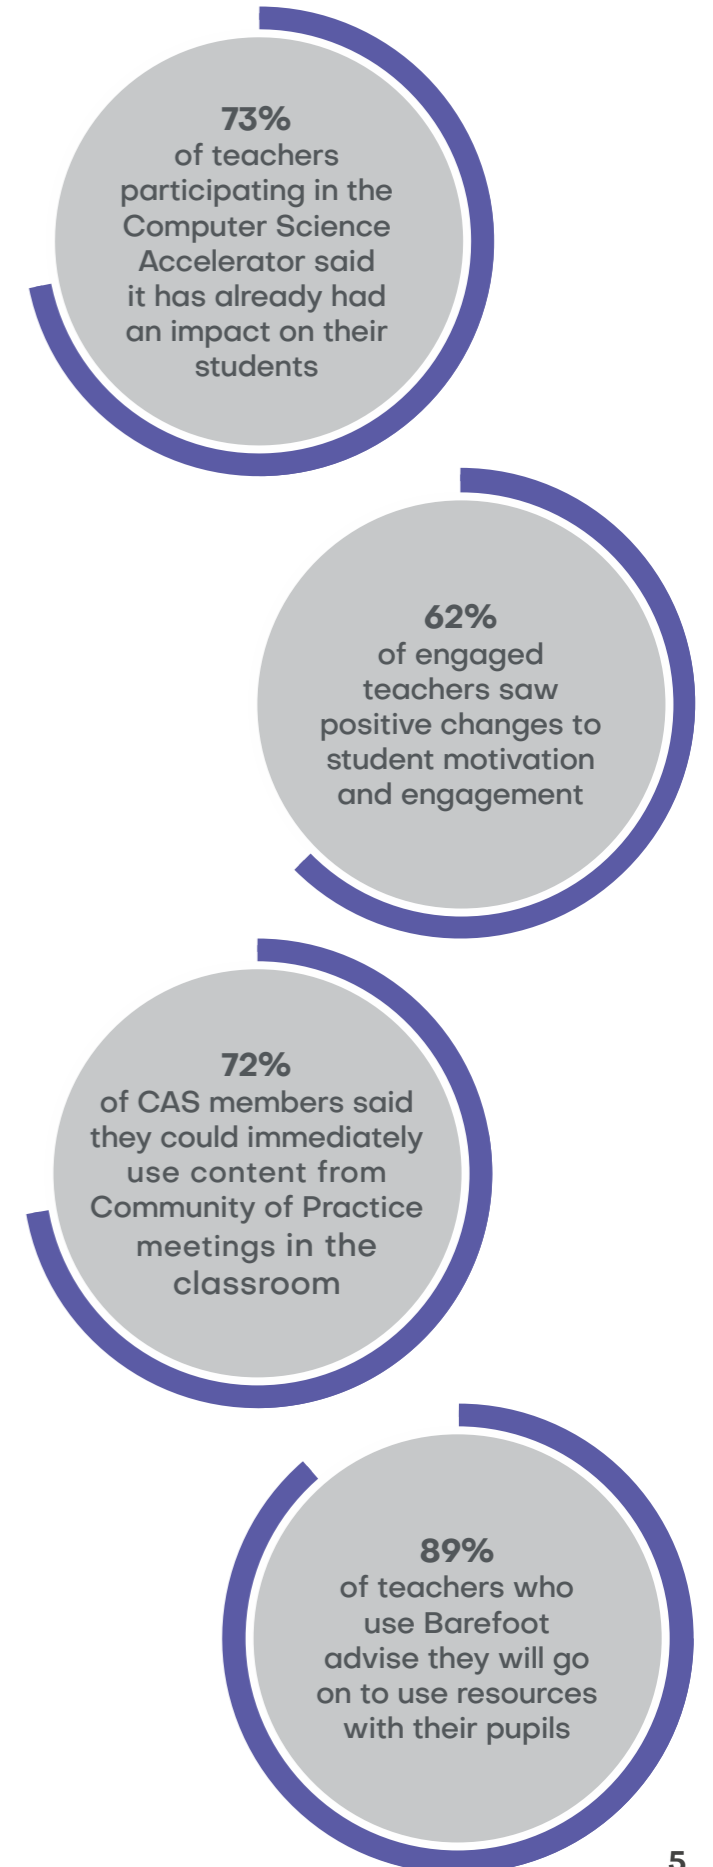 73%
of teachers
participating in the
Computer Science
Accelerator said
it has already had
an impact on their
students
62%
of engaged
teachers saw
positive changes to
student motivation
and engagement
72%
of CAS members said
they could immediately
use content from
Community of Practice
meetings in the
classroom
89%
of teachers who
use Barefoot
advise they will go
on to use resources
with their pupils
5